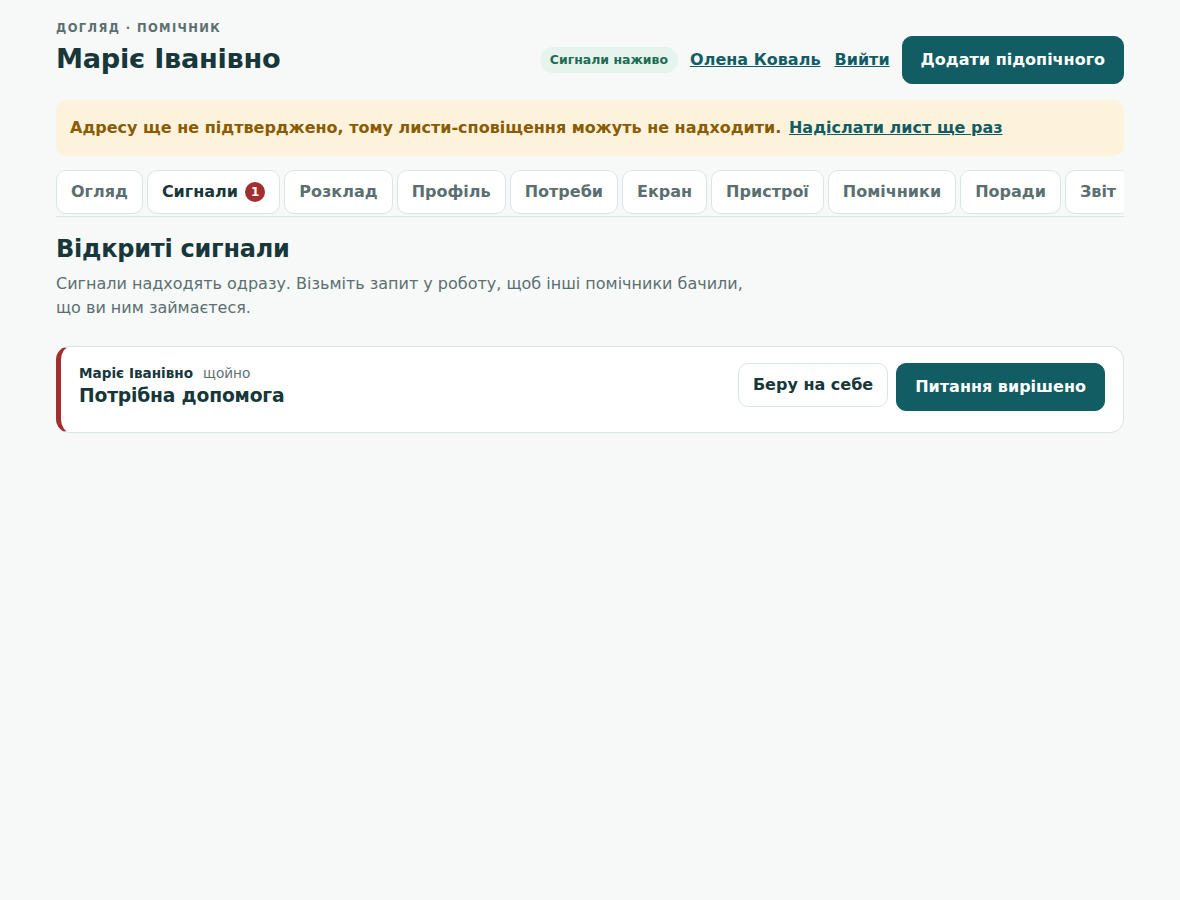 ДОГЛЯД · ПОМІЧНИК
Маріє Іванівно
Сигнали наживо
Олена Коваль
Вийти
Додати підопічного
Адресу ще не підтверджено, тому листи-сповіщення можуть не надходити. Надіслати лист ще раз
Огляд
Сигнали 1
Розклад
Профіль
Потреби
Екран
Пристрої
Помічники
Поради
Звіт
Відкриті сигнали
Сигнали надходять одразу. Візьміть запит у роботу, щоб інші помічники бачили,
що ви ним займаєтеся.
Маріє Іванівно щойно
Потрібна допомога
Беру на себе
Питання вирішено